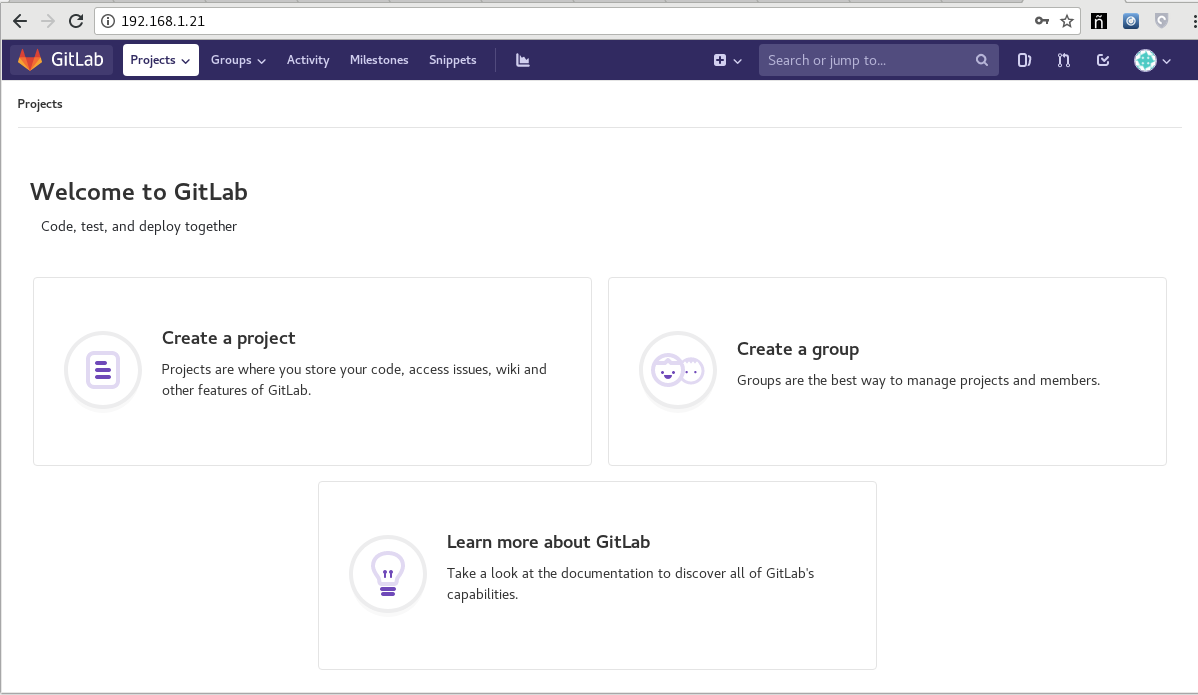 192.168.1.21
GitLab Projects Groups Activity Milestones Snippets Search or jump to...
Projects
Welcome to GitLab
Code, test, and deploy together
Create a project
Projects are where you store your code, access issues, wiki and
other features of GitLab.
Create a group
Groups are the best way to manage projects and members.
Learn more about GitLab
Take a look at the documentation to discover all of GitLab's
capabilities.